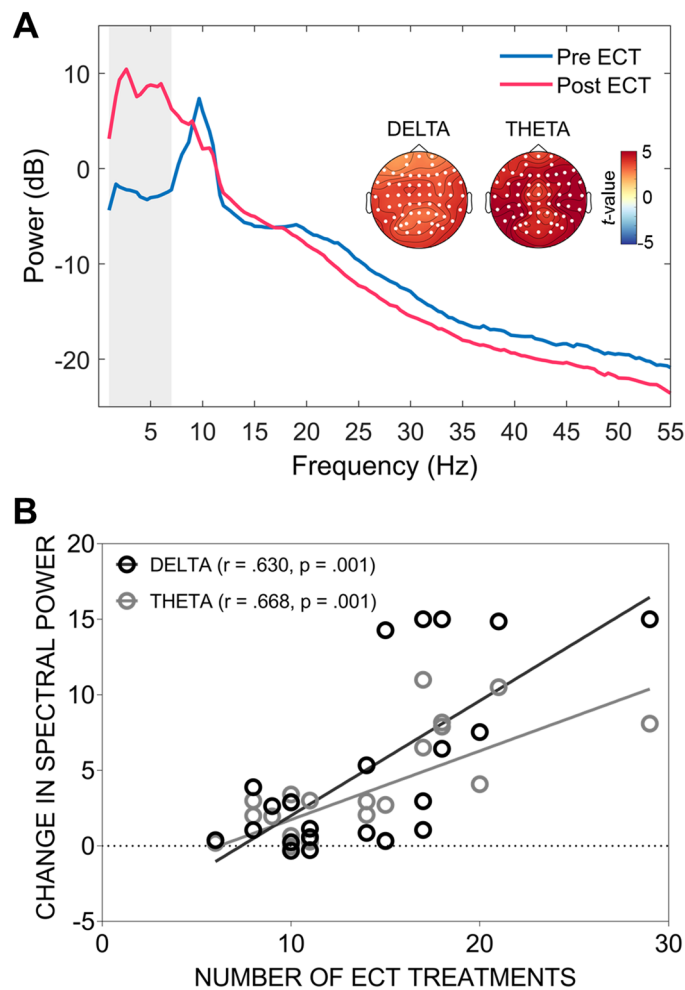 A
10
0
-10
-20
Power (dB)
Pre ECT
Post ECT
DELTA THETA
5
0
-5
t-value
5 10 15 20 25 30 35 40 45 50 55
Frequency (Hz)
B
20
15
10
5
0
-5
CHANGE IN SPECTRAL POWER
DELTA (r = .630, p = .001)
THETA (r = .668, p = .001)
0 10 20 30
NUMBER OF ECT TREATMENTS